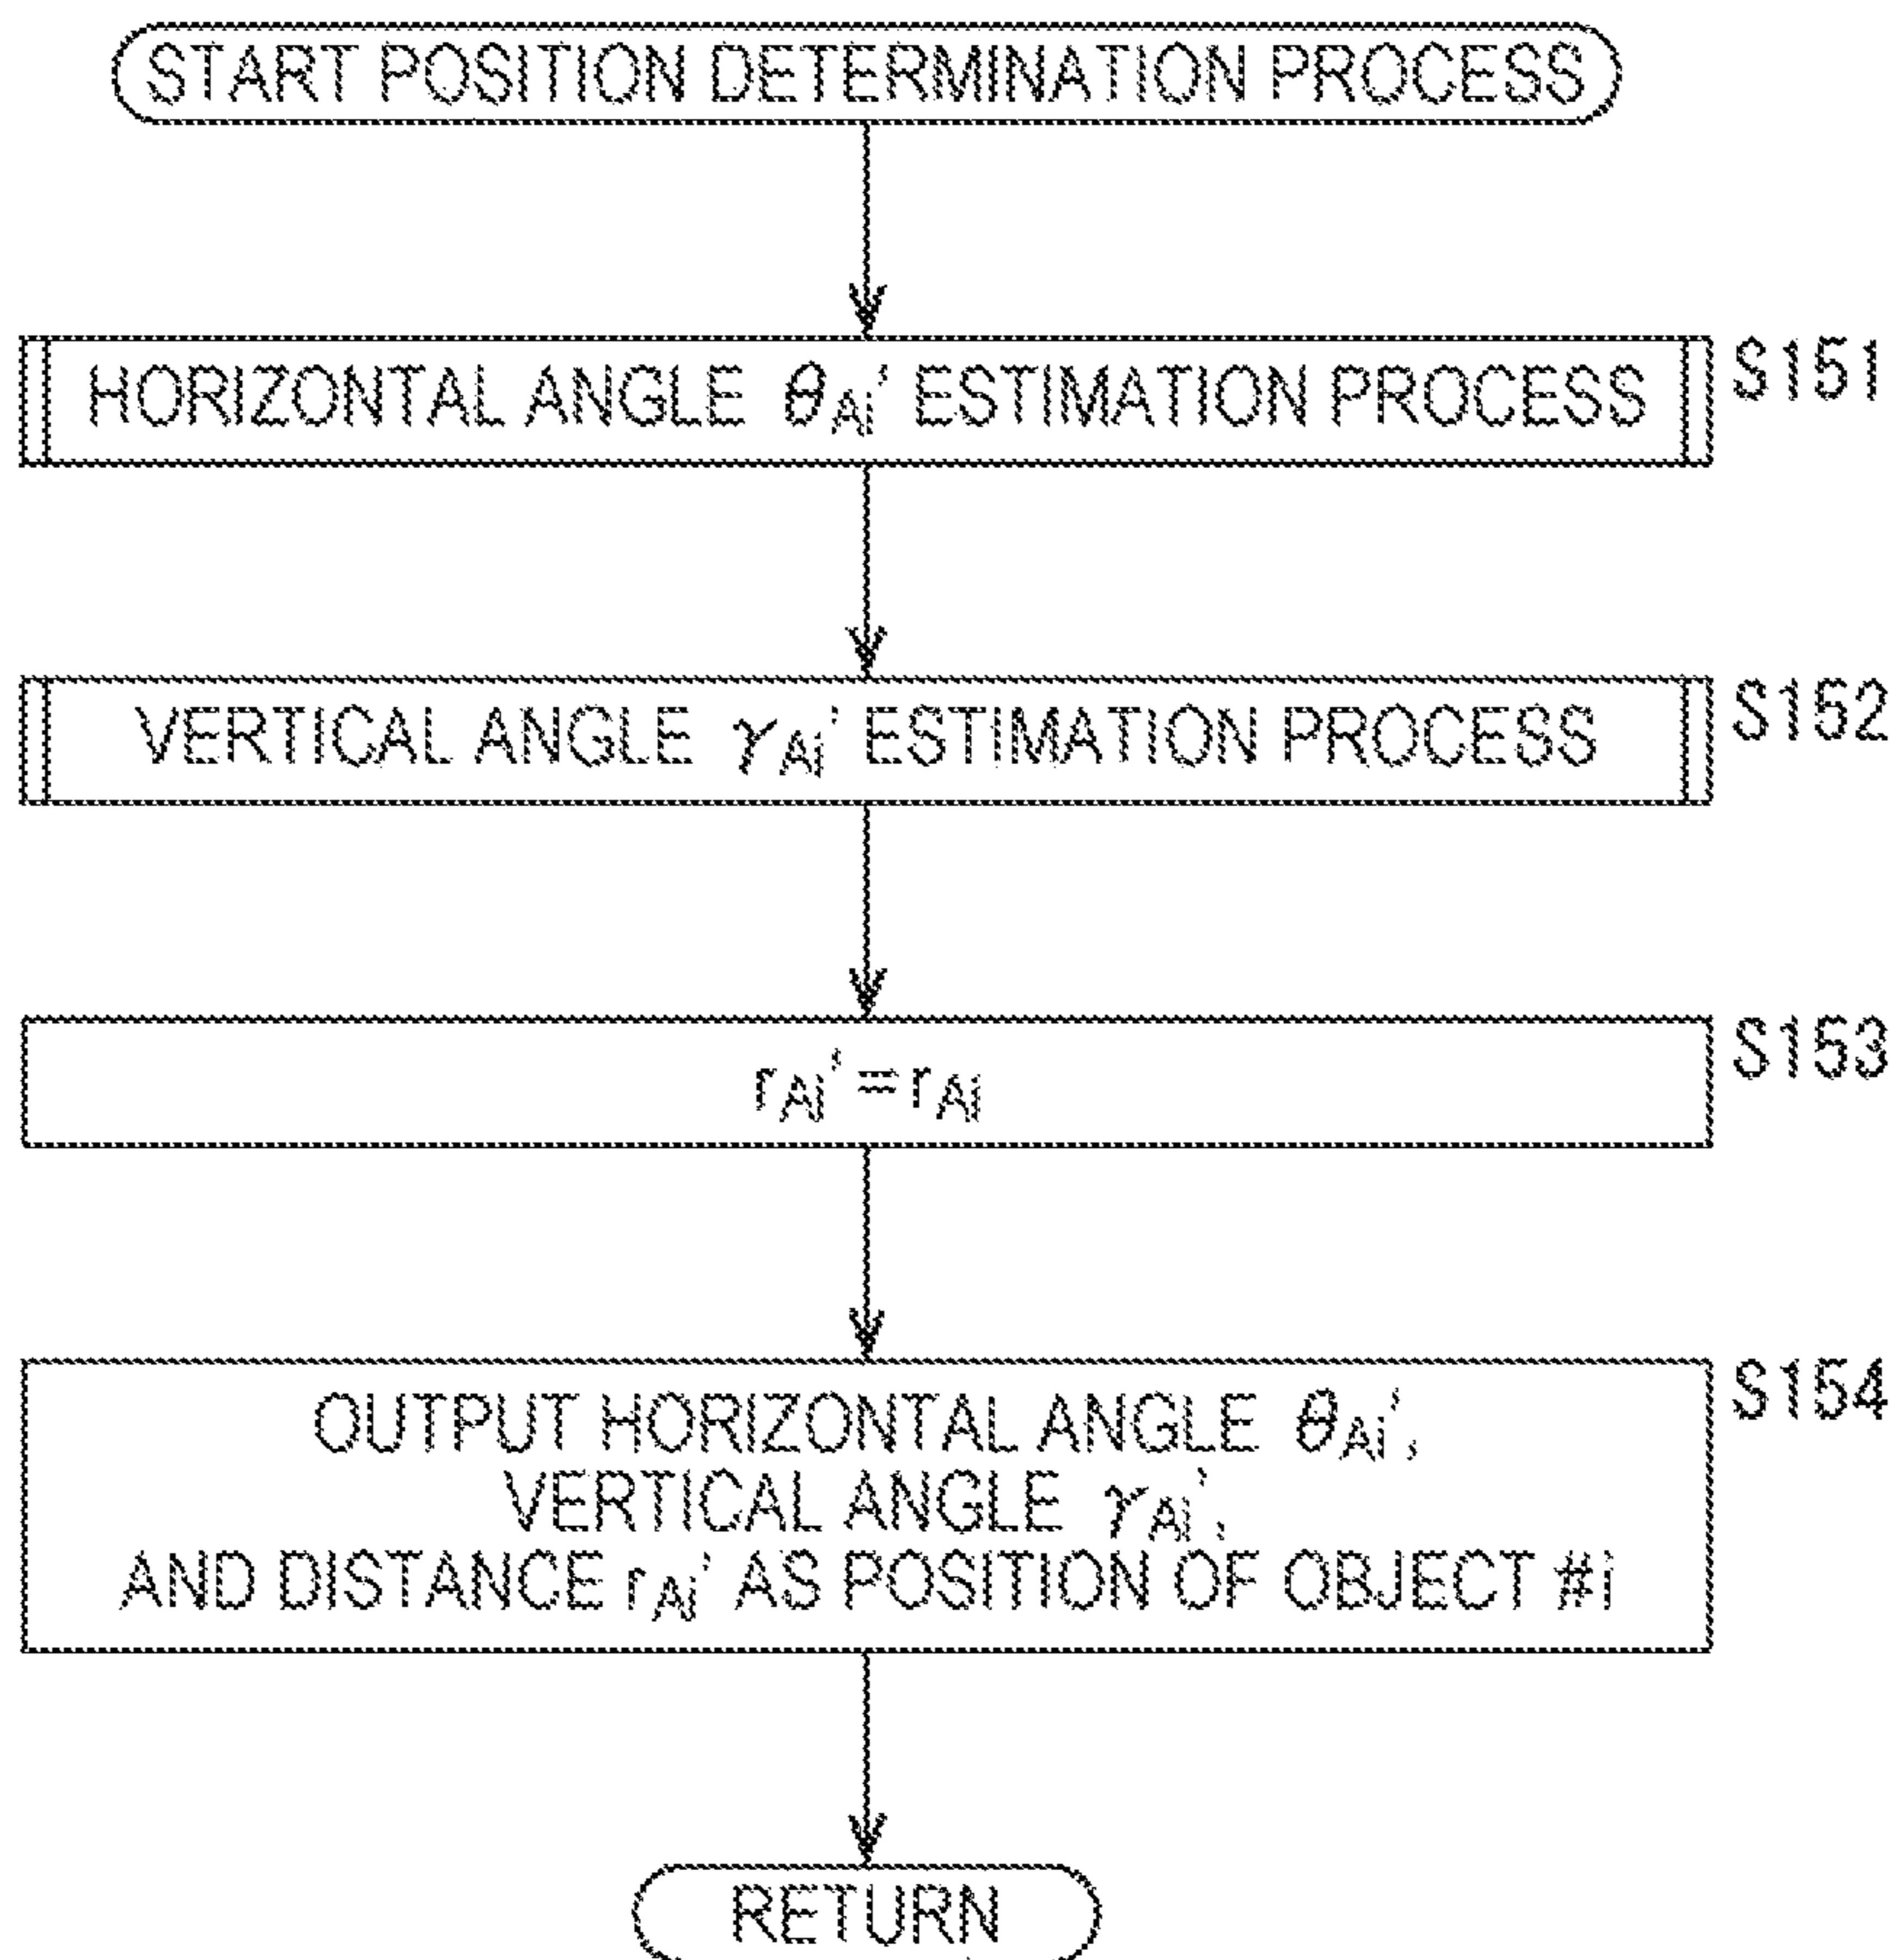 START POSITION DETERMINATION PROCESS
HORIZONTAL ANGLE θAi' ESTIMATION PROCESS
S151
VERTICAL ANGLE γAi' ESTIMATION PROCESS
S152
rAi'=rAi
S153
OUTPUT HORIZONTAL ANGLE θAi',
VERTICAL ANGLE γAi',
AND DISTANCE rAi' AS POSITION OF OBJECT #i
S154
RETURN